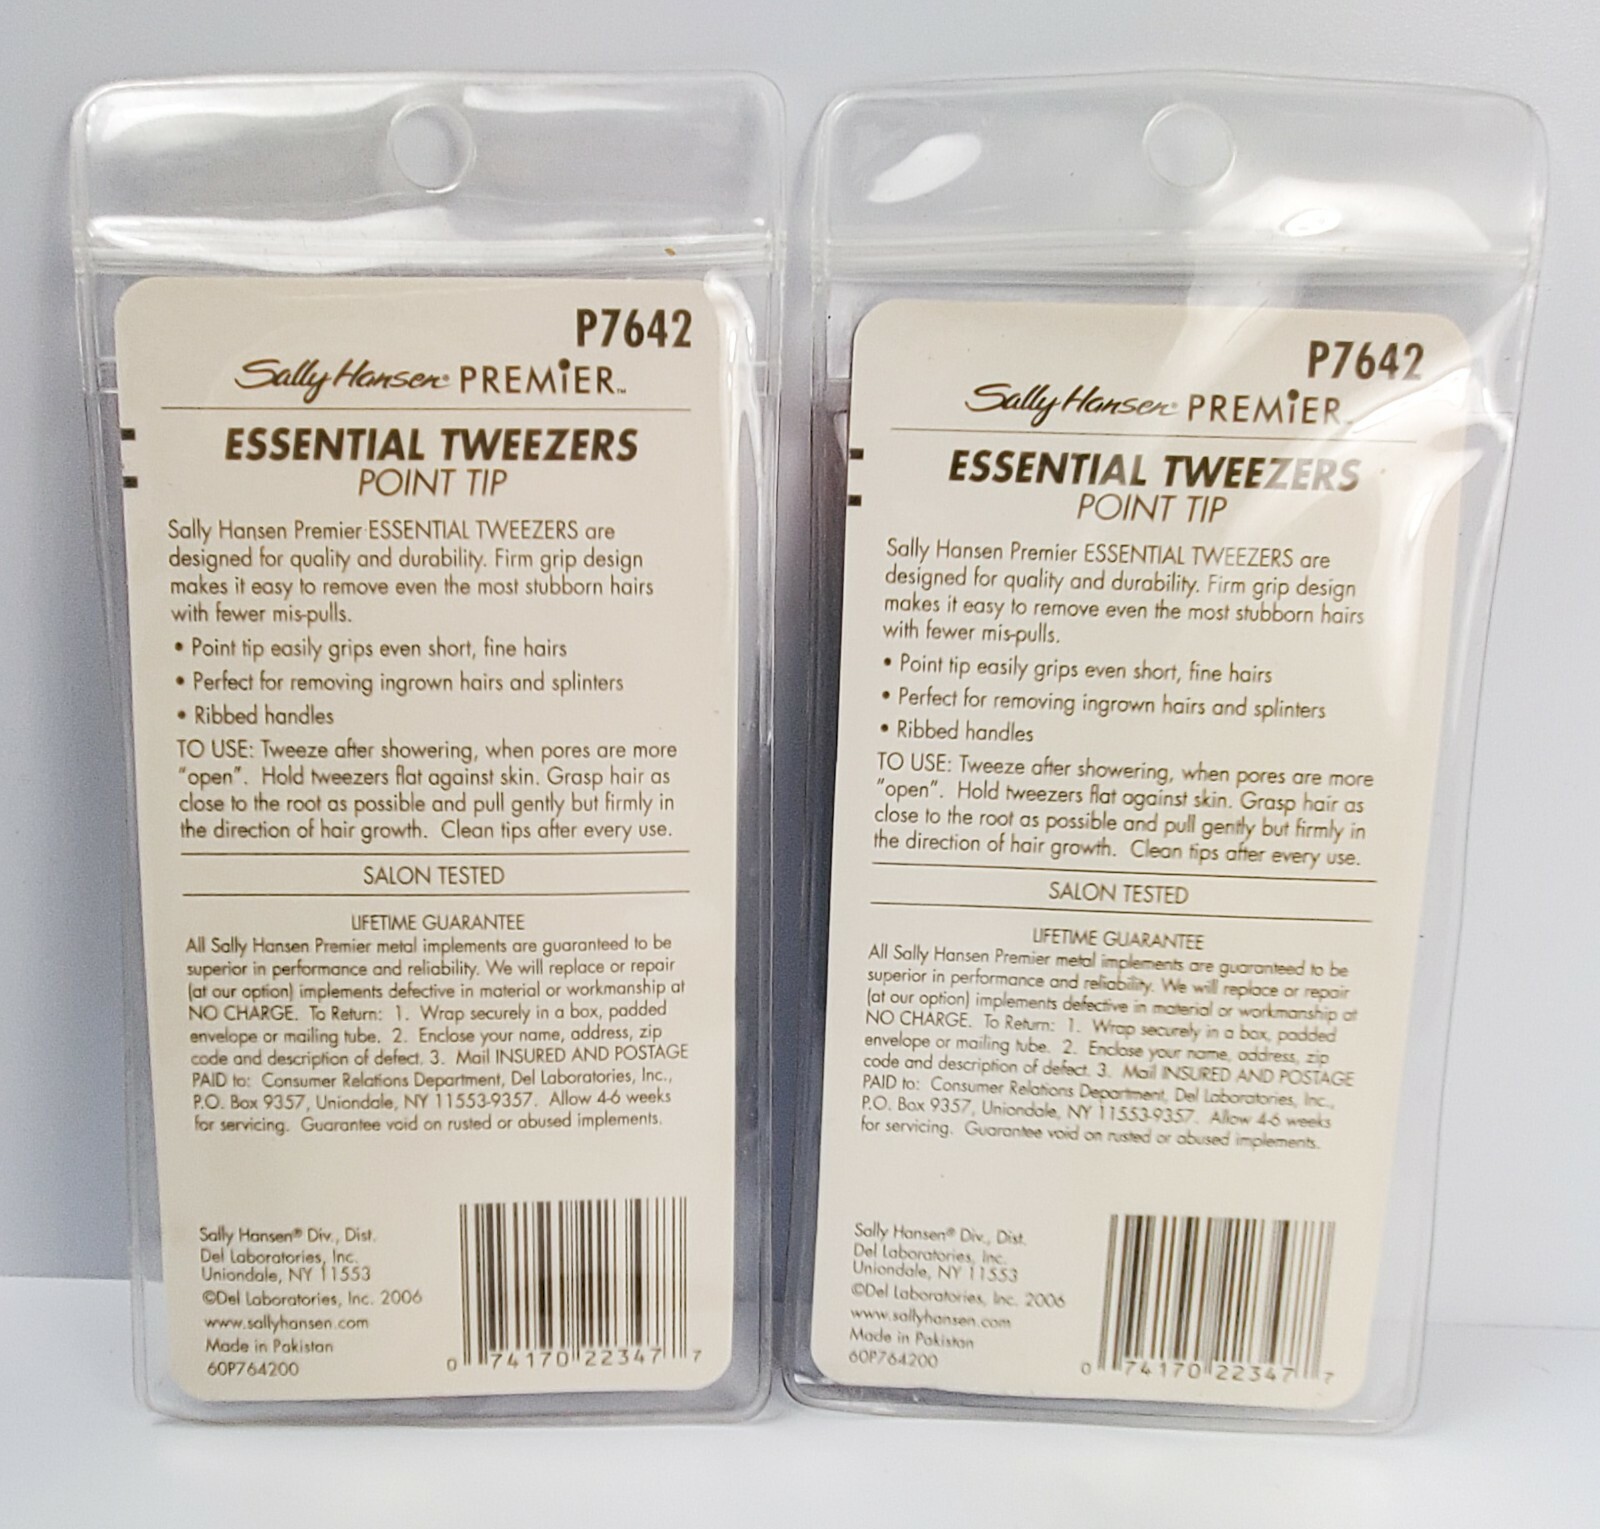 P7642
Sally Hansen® PREMiER™
ESSENTIAL TWEEZERS
POINT TIP
Sally Hansen Premier ESSENTIAL TWEEZERS are
designed for quality and durability. Firm grip design
makes it easy to remove even the most stubborn hairs
with fewer mis-pulls.
• Point tip easily grips even short, fine hairs
• Perfect for removing ingrown hairs and splinters
• Ribbed handles
TO USE: Tweeze after showering, when pores are more
"open". Hold tweezers flat against skin. Grasp hair as
close to the root as possible and pull gently but firmly in
the direction of hair growth. Clean tips after every use.
SALON TESTED
LIFETIME GUARANTEE
All Sally Hansen Premier metal implements are guaranteed to be
superior in performance and reliability. We will replace or repair
(at our option) implements defective in material or workmanship at
NO CHARGE. To Return: 1. Wrap securely in a box, padded
envelope or mailing tube. 2. Enclose your name, address, zip
code and description of defect. 3. Mail INSURED AND POSTAGE
PAID to: Consumer Relations Department, Del Laboratories, Inc.,
P.O. Box 9357, Uniondale, NY 11553-9357. Allow 4-6 weeks
for servicing. Guarantee void on rusted or abused implements.
Sally Hansen® Div., Dist.
Del Laboratories, Inc.
Uniondale, NY 11553
©Del Laboratories, Inc. 2006
www.sallyhansen.com
Made in Pakistan
60P764200
0 74170 22347 7
P7642
Sally Hansen® PREMiER™
ESSENTIAL TWEEZERS
POINT TIP
Sally Hansen Premier ESSENTIAL TWEEZERS are
designed for quality and durability. Firm grip design
makes it easy to remove even the most stubborn hairs
with fewer mis-pulls.
• Point tip easily grips even short, fine hairs
• Perfect for removing ingrown hairs and splinters
• Ribbed handles
TO USE: Tweeze after showering, when pores are more
"open". Hold tweezers flat against skin. Grasp hair as
close to the root as possible and pull gently but firmly in
the direction of hair growth. Clean tips after every use.
SALON TESTED
LIFETIME GUARANTEE
All Sally Hansen Premier metal implements are guaranteed to be
superior in performance and reliability. We will replace or repair
(at our option) implements defective in material or workmanship at
NO CHARGE. To Return: 1. Wrap securely in a box, padded
envelope or mailing tube. 2. Enclose your name, address, zip
code and description of defect. 3. Mail INSURED AND POSTAGE
PAID to: Consumer Relations Department, Del Laboratories, Inc.,
P.O. Box 9357, Uniondale, NY 11553-9357. Allow 4-6 weeks
for servicing. Guarantee void on rusted or abused implements.
Sally Hansen® Div., Dist.
Del Laboratories, Inc.
Uniondale, NY 11553
©Del Laboratories, Inc. 2006
www.sallyhansen.com
Made in Pakistan
60P764200
0 74170 22347 7